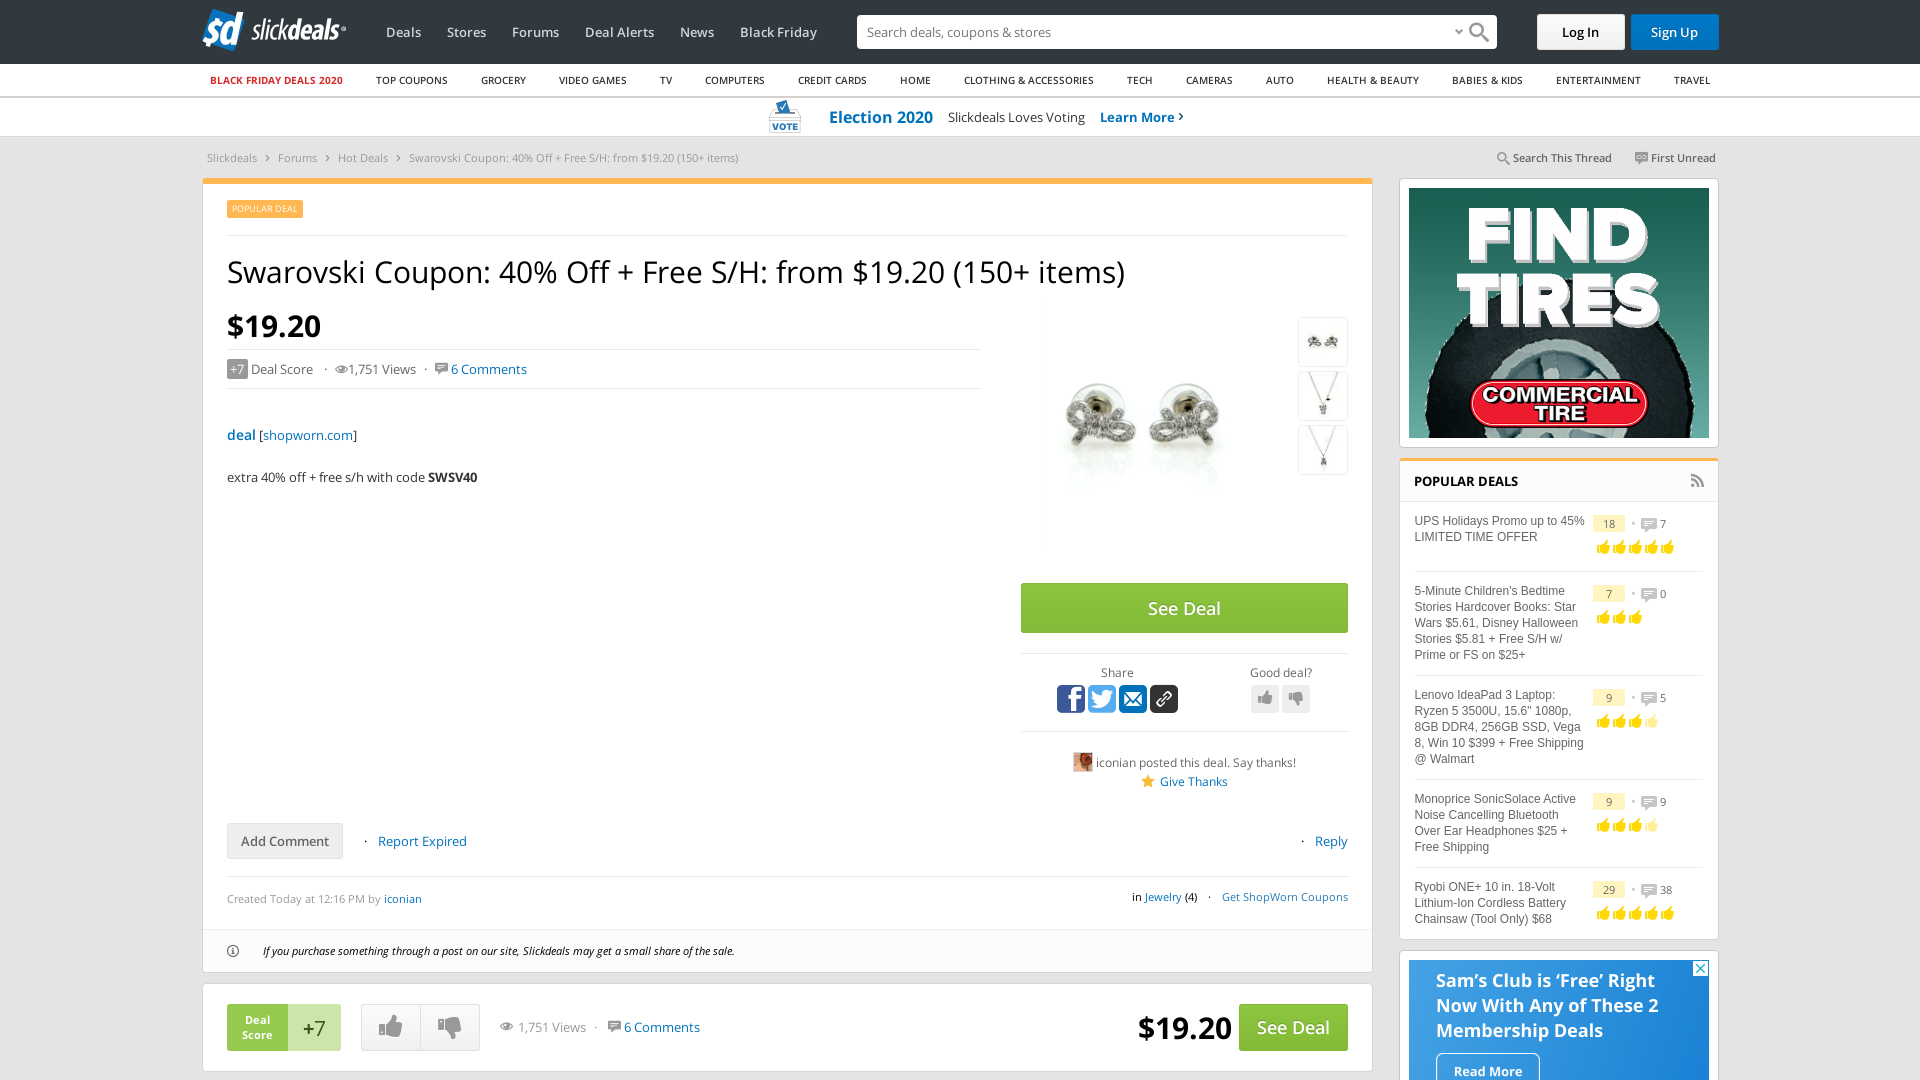 slickdeals
Deals
Stores
Forums
Deal Alerts
News
Black Friday
Search deals, coupons & stores
Log In
Sign Up
BLACK FRIDAY DEALS 2020
TOP COUPONS
GROCERY
VIDEO GAMES
TV
COMPUTERS
CREDIT CARDS
HOME
CLOTHING & ACCESSORIES
TECH
CAMERAS
AUTO
HEALTH & BEAUTY
BABIES & KIDS
ENTERTAINMENT
TRAVEL
VOTE
Election 2020 Slickdeals Loves Voting Learn More
Slickdeals › Forums › Hot Deals › Swarovski Coupon: 40% Off + Free S/H: from $19.20 (150+ items)
Search This Thread
First Unread
POPULAR DEAL
Swarovski Coupon: 40% Off + Free S/H: from $19.20 (150+ items)
$19.20
+7 Deal Score · 1,751 Views · 6 Comments
deal [shopworn.com]
extra 40% off + free s/h with code SWSV40
See Deal
Share
Good deal?
iconian posted this deal. Say thanks!
Give Thanks
Add Comment
· Report Expired
· Reply
Created Today at 12:16 PM by iconian
in Jewelry (4) · Get ShopWorn Coupons
If you purchase something through a post on our site, Slickdeals may get a small share of the sale.
Deal
Score
+7
1,751 Views · 6 Comments
$19.20
See Deal
FIND
TIRES
COMMERCIAL
TIRE
POPULAR DEALS
UPS Holidays Promo up to 45%
LIMITED TIME OFFER
18 • 7
5-Minute Children's Bedtime
Stories Hardcover Books: Star
Wars $5.61, Disney Halloween
Stories $5.81 + Free S/H w/
Prime or FS on $25+
7 • 0
Lenovo IdeaPad 3 Laptop:
Ryzen 5 3500U, 15.6" 1080p,
8GB DDR4, 256GB SSD, Vega
8, Win 10 $399 + Free Shipping
@ Walmart
9 • 5
Monoprice SonicSolace Active
Noise Cancelling Bluetooth
Over Ear Headphones $25 +
Free Shipping
9 • 9
Ryobi ONE+ 10 in. 18-Volt
Lithium-Ion Cordless Battery
Chainsaw (Tool Only) $68
29 • 38
Sam's Club is ‘Free’ Right
Now With Any of These 2
Membership Deals
Read More